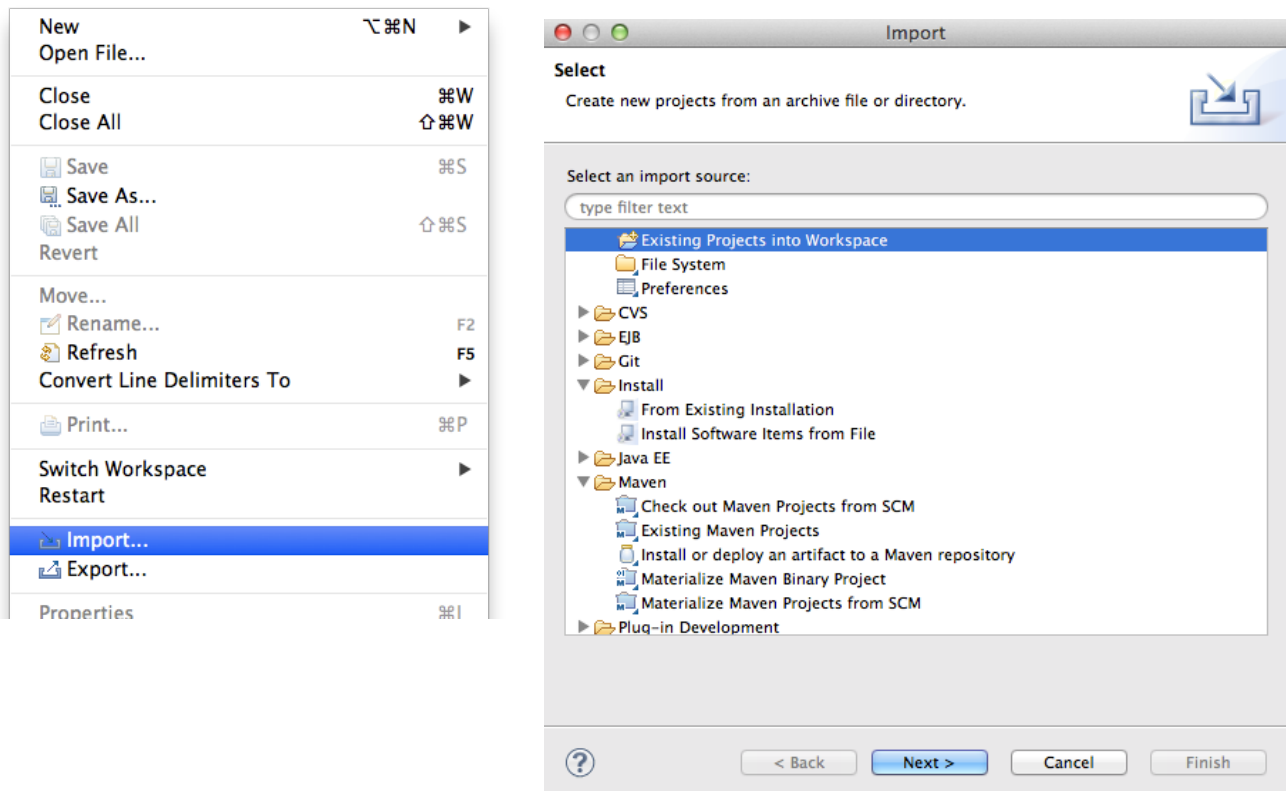 New ⌥⌘N ▶
Open File...
Close ⌘W
Close All ⇧⌘W
Save ⌘S
Save As...
Save All ⇧⌘S
Revert
Move...
Rename... F2
Refresh F5
Convert Line Delimiters To ▶
Print... ⌘P
Switch Workspace ▶
Restart
Import...
Export...
Properties ⌘I
Import
Select
Create new projects from an archive file or directory.
Select an import source:
type filter text
Existing Projects into Workspace
File System
Preferences
CVS
EJB
Git
Install
From Existing Installation
Install Software Items from File
Java EE
Maven
Check out Maven Projects from SCM
Existing Maven Projects
Install or deploy an artifact to a Maven repository
Materialize Maven Binary Project
Materialize Maven Projects from SCM
Plug-in Development
? < Back Next > Cancel Finish